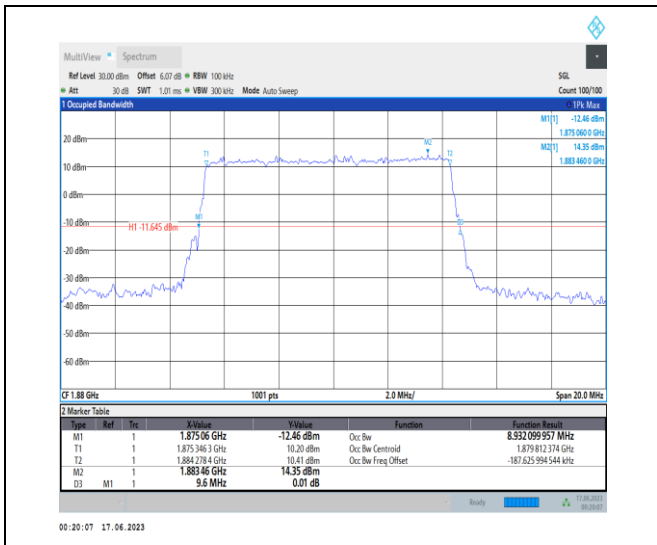 MultiView Spectrum
Ref Level 30.00 dBm Offset 6.07 dB RBW 100 kHz SGL
Att 30 dB SWT 1.01 ms VBW 300 kHz Mode Auto Sweep Count 100/100
1 Occupied Bandwidth 1Pk Max
M1[1] -12.46 dBm
1.875 060 0 GHz
M2[1] 14.35 dBm
1.883 460 0 GHz
20 dBm
M2
T1
T2
10 dBm
0 dBm
-10 dBm
M1
D3
H1 -11.645 dBm
-20 dBm
-30 dBm
-40 dBm
-50 dBm
-60 dBm
CF 1.88 GHz 1001 pts 2.0 MHz/ Span 20.0 MHz
2 Marker Table
Type Ref Trc X-Value Y-Value Function Function Result
M1 1 1.87506 GHz -12.46 dBm Occ Bw 8.932 099 957 MHz
T1 1 1.875 346 3 GHz 10.20 dBm Occ Bw Centroid 1.879 812 374 GHz
T2 1 1.884 278 4 GHz 10.41 dBm Occ Bw Freq Offset -187.625 994 544 kHz
M2 1 1.88346 GHz 14.35 dBm
D3 M1 1 9.6 MHz 0.01 dB
Ready 17.06.2023
00:20:07
00:20:07 17.06.2023